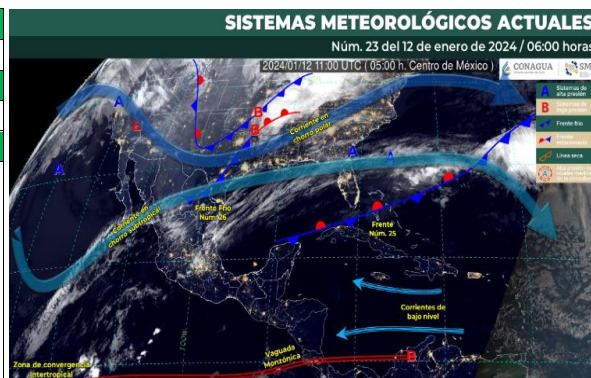 SISTEMAS METEOROLÓGICOS ACTUALES
Núm. 23 del 12 de enero de 2024 / 06:00 horas
2024/01/12 11:00 UTC ( 05:00 h. Centro de México )
CONAGUA
SM
A
Sistemas de
alta presión
B
Sistemas de
baja presión
Frente frío
Frente
estacionario
Línea seca
A
A
B
B
B
Corriente en
chorro polar
A
A
A
Corriente en
chorro subtropical
Frente Frío
Núm. 26
Frente
Núm. 25
Corrientes de
bajo nivel
Vaguada
Monzónica
B
Zona de convergencia
Intertropical